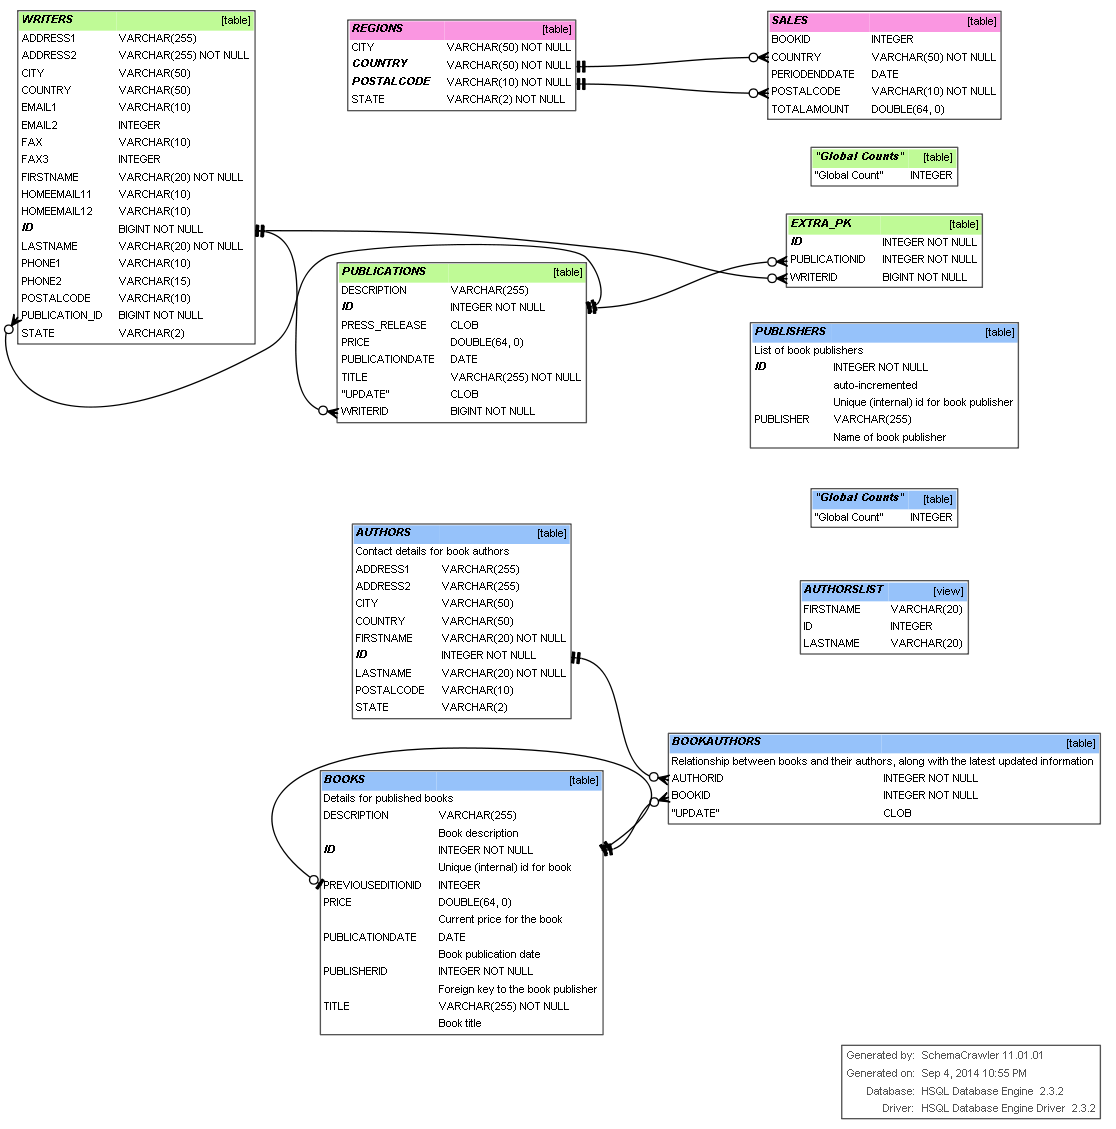 WRITERS [table]
ADDRESS1 VARCHAR(255)
ADDRESS2 VARCHAR(255) NOT NULL
CITY VARCHAR(50)
COUNTRY VARCHAR(50)
EMAIL1 VARCHAR(10)
EMAIL2 INTEGER
FAX VARCHAR(10)
FAX3 INTEGER
FIRSTNAME VARCHAR(20) NOT NULL
HOMEEMAIL11 VARCHAR(10)
HOMEEMAIL12 VARCHAR(10)
ID BIGINT NOT NULL
LASTNAME VARCHAR(20) NOT NULL
PHONE1 VARCHAR(10)
PHONE2 VARCHAR(15)
POSTALCODE VARCHAR(10)
PUBLICATION_ID BIGINT NOT NULL
STATE VARCHAR(2)
REGIONS [table]
CITY VARCHAR(50) NOT NULL
COUNTRY VARCHAR(50) NOT NULL
POSTALCODE VARCHAR(10) NOT NULL
STATE VARCHAR(2) NOT NULL
SALES [table]
BOOKID INTEGER
COUNTRY VARCHAR(50) NOT NULL
PERIODENDDATE DATE
POSTALCODE VARCHAR(10) NOT NULL
TOTALAMOUNT DOUBLE(64, 0)
"Global Counts" [table]
"Global Count" INTEGER
EXTRA_PK [table]
ID INTEGER NOT NULL
PUBLICATIONID INTEGER NOT NULL
WRITERID BIGINT NOT NULL
PUBLICATIONS [table]
DESCRIPTION VARCHAR(255)
ID INTEGER NOT NULL
PRESS_RELEASE CLOB
PRICE DOUBLE(64, 0)
PUBLICATIONDATE DATE
TITLE VARCHAR(255) NOT NULL
"UPDATE" CLOB
WRITERID BIGINT NOT NULL
PUBLISHERS [table]
List of book publishers
ID INTEGER NOT NULL
auto-incremented
Unique (internal) id for book publisher
PUBLISHER VARCHAR(255)
Name of book publisher
"Global Counts" [table]
"Global Count" INTEGER
AUTHORS [table]
Contact details for book authors
ADDRESS1 VARCHAR(255)
ADDRESS2 VARCHAR(255)
CITY VARCHAR(50)
COUNTRY VARCHAR(50)
FIRSTNAME VARCHAR(20) NOT NULL
ID INTEGER NOT NULL
LASTNAME VARCHAR(20) NOT NULL
POSTALCODE VARCHAR(10)
STATE VARCHAR(2)
AUTHORSLIST [view]
FIRSTNAME VARCHAR(20)
ID INTEGER
LASTNAME VARCHAR(20)
BOOKAUTHORS [table]
Relationship between books and their authors, along with the latest updated information
AUTHORID INTEGER NOT NULL
BOOKID INTEGER NOT NULL
"UPDATE" CLOB
BOOKS [table]
Details for published books
DESCRIPTION VARCHAR(255)
Book description
ID INTEGER NOT NULL
Unique (internal) id for book
PREVIOUSEDITIONID INTEGER
PRICE DOUBLE(64, 0)
Current price for the book
PUBLICATIONDATE DATE
Book publication date
PUBLISHERID INTEGER NOT NULL
Foreign key to the book publisher
TITLE VARCHAR(255) NOT NULL
Book title
Generated by: SchemaCrawler 11.01.01
Generated on: Sep 4, 2014 10:55 PM
Database: HSQL Database Engine 2.3.2
Driver: HSQL Database Engine Driver 2.3.2